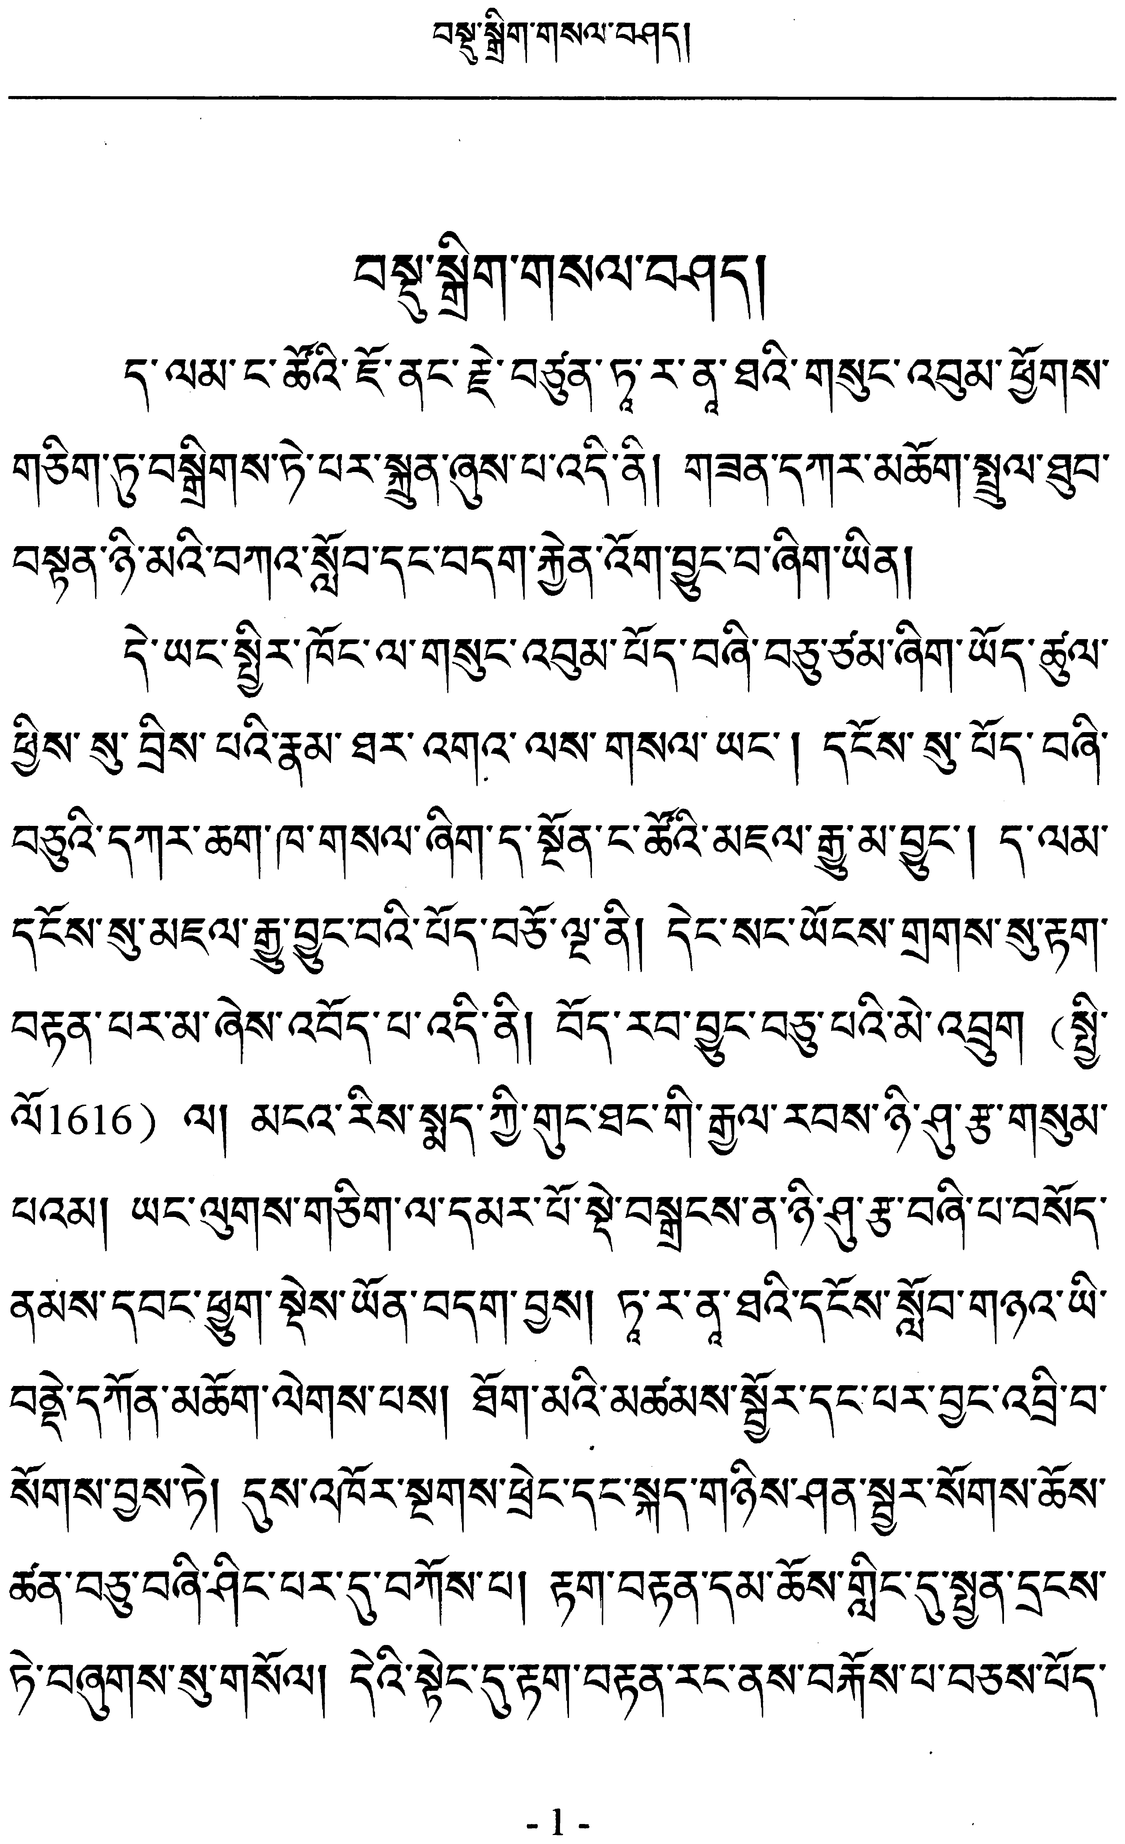 བསྡུ་སྒྲིག་གསལ་བཤད།
བསྡུ་སྒྲིག་གསལ་བཤད།
ད་ལམ་ང་ཚོའི་ཇོ་ནང་རྗེ་བཙུན་ཏཱ་ར་ནཱ་ཐའི་གསུང་འབུམ་ཕྱོགས་
གཅིག་ཏུ་བསྒྲིགས་ཏེ་པར་སྐྲུན་ཞུས་པ་འདི་ནི། གཟན་དཀར་མཆོག་སྤྲུལ་ཐུབ་
བསྟན་ཉི་མའི་བཀའ་སློབ་དང་བདག་རྐྱེན་འོག་བྱུང་བ་ཞིག་ཡིན།
དེ་ཡང་སྤྱིར་ཁོང་ལ་གསུང་འབུམ་པོད་བཞི་བཅུ་ཙམ་ཞིག་ཡོད་ཚུལ་
ཕྱིས་སུ་བྲིས་པའི་རྣམ་ཐར་འགའ་ལས་གསལ་ཡང་། དངོས་སུ་པོད་བཞི་
བཅུའི་དཀར་ཆག་ཁ་གསལ་ཞིག་ད་སྔོན་ང་ཚོའི་མཇལ་རྒྱུ་མ་བྱུང་། ད་ལམ་
དངོས་སུ་མཇལ་རྒྱུ་བྱུང་བའི་པོད་བཅོ་ལྔ་ནི། དེང་སང་ཡོངས་གྲགས་སུ་རྟག་
བརྟན་པར་མ་ཞེས་འབོད་པ་འདི་ནི། བོད་རབ་བྱུང་བཅུ་པའི་མེ་འབྲུག (སྤྱི་
ལོ1616) ལ། མངའ་རིས་སྨད་ཀྱི་གུང་ཐང་གི་རྒྱལ་རབས་ཉི་ཤུ་རྩ་གསུམ་
པའམ། ཡང་ལུགས་གཅིག་ལ་དམར་པོ་སྡེ་བསྒྲངས་ན་ཉི་ཤུ་རྩ་བཞི་པ་བསོད་
ནམས་དབང་ཕྱུག་སྡེས་ཡོན་བདག་བྱས། ཏཱ་ར་ནཱ་ཐའི་དངོས་སློབ་གཉའ་ཡི་
བནྡེ་དཀོན་མཆོག་ལེགས་པས། ཐོག་མའི་མཚམས་སྦྱོར་དང་པར་བྱང་འབྲི་བ་
སོགས་བྱས་ཏེ། དུས་འཁོར་སྔགས་ཕྲེང་དང་སྐད་གཉིས་ཤན་སྦྱར་སོགས་ཆོས་
ཚན་བཅུ་བཞི་ཤིང་པར་དུ་བཀོས་པ། རྟག་བརྟན་དམ་ཆོས་གླིང་དུ་སྤྱན་དྲངས་
ཏེ་བཞུགས་སུ་གསོལ། དེའི་སྟེང་དུ་རྟག་བརྟན་རང་ནས་བརྐོས་པ་བཅས་པོད་
- 1 -